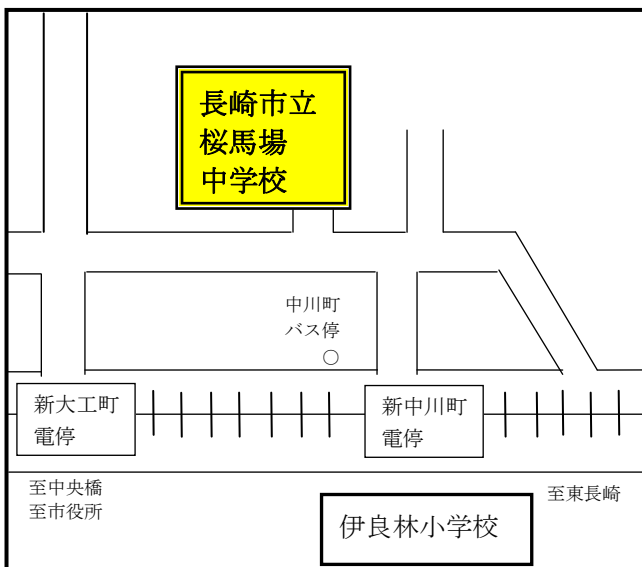 長崎市立
桜馬場
中学校
中川町
バス停
○
新大工町
電停
新中川町
電停
至中央橋
至市役所
至東長崎
伊良林小学校